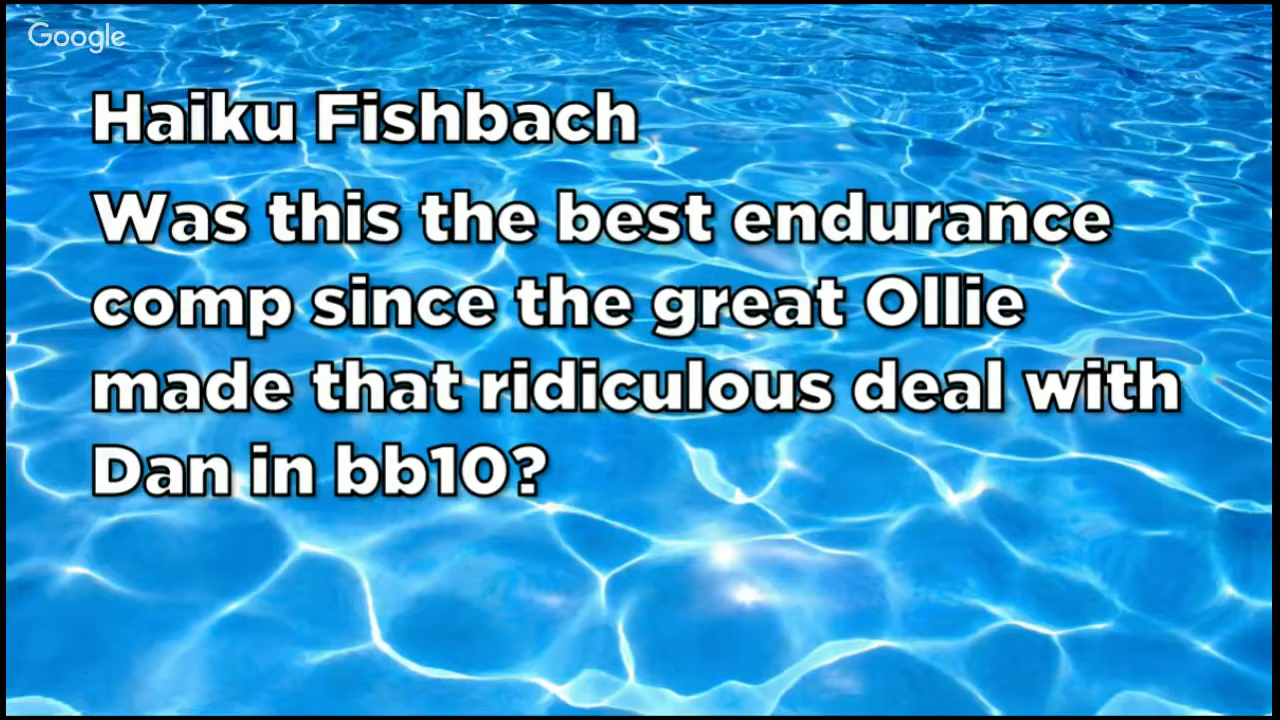 Google
Haiku Fishbach
Was this the best endurance
comp since the great Ollie
made that ridiculous deal with
Dan in bb10?